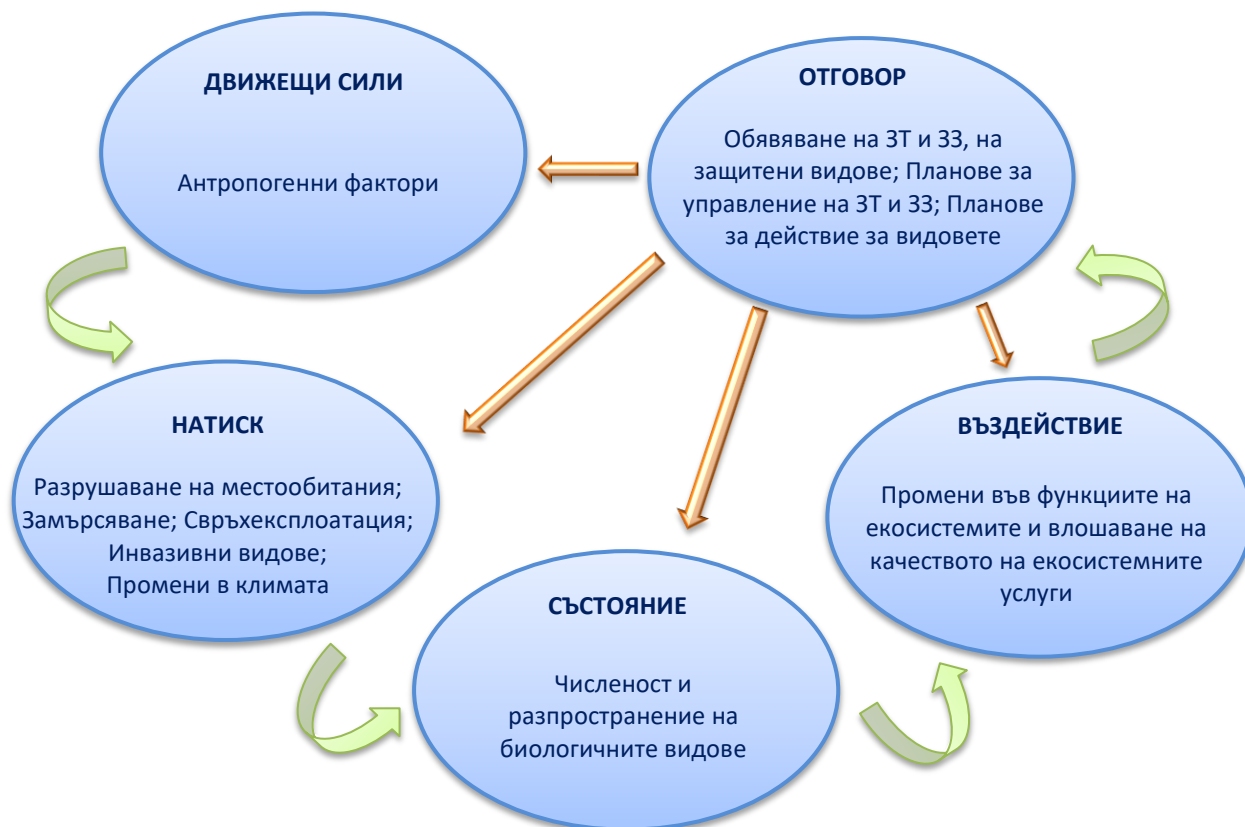 ДВИЖЕЩИ СИЛИ
Антропогенни фактори
ОТГОВОР
Обявяване на ЗТ и ЗЗ, на
защитени видове; Планове за
управление на ЗТ и ЗЗ; Планове
за действие за видовете
НАТИСК
Разрушаване на местообитания;
Замърсяване; Свръхексплоатация;
Инвазивни видове;
Промени в климата
СЪСТОЯНИЕ
Численост и
разпространение на
биологичните видове
ВЪЗДЕЙСТВИЕ
Промени във функциите на
екосистемите и влошаване на
качеството на екосистемните
услуги